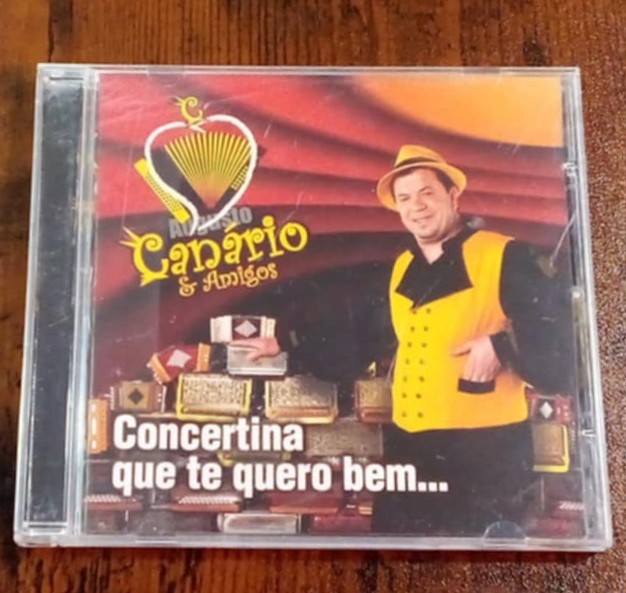 C
Augusto
Canário
& Amigos
Concertina
que te quero bem...